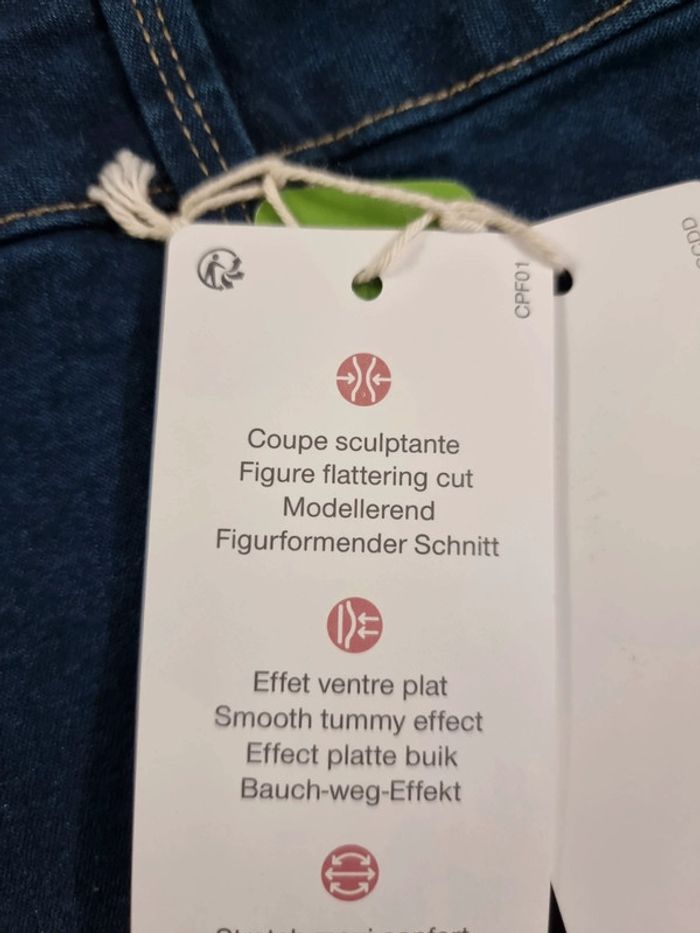 CPF01
Coupe sculptante
Figure flattering cut
Modellerend
Figurformender Schnitt
Effet ventre plat
Smooth tummy effect
Effect platte buik
Bauch-weg-Effekt